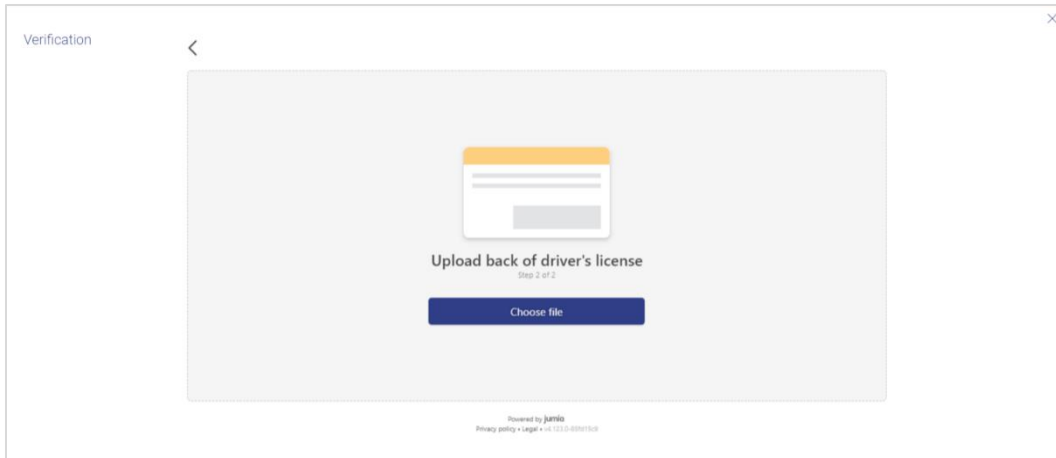 Verification
Upload back of driver's license
Step 2 of 2
Choose file
Powered by jumio
Privacy policy • Legal •